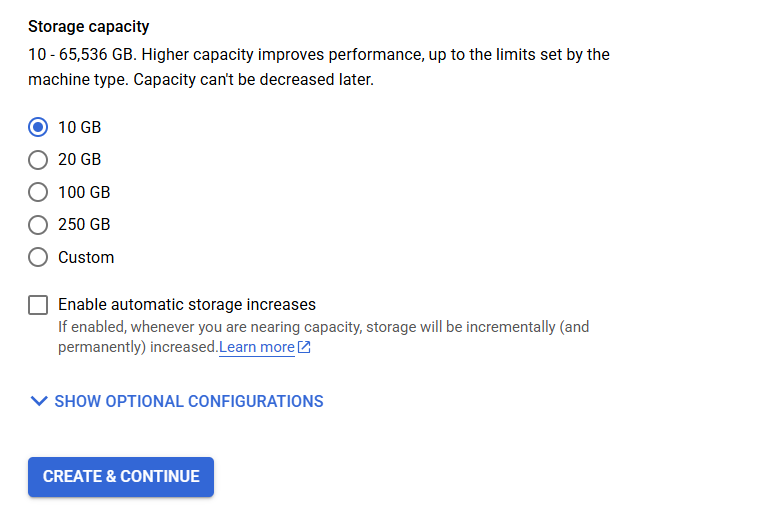 Storage capacity
10 - 65,536 GB. Higher capacity improves performance, up to the limits set by the
machine type. Capacity can't be decreased later.
10 GB
20 GB
100 GB
250 GB
Custom
Enable automatic storage increases
If enabled, whenever you are nearing capacity, storage will be incrementally (and
permanently) increased.Learn more
SHOW OPTIONAL CONFIGURATIONS
CREATE & CONTINUE